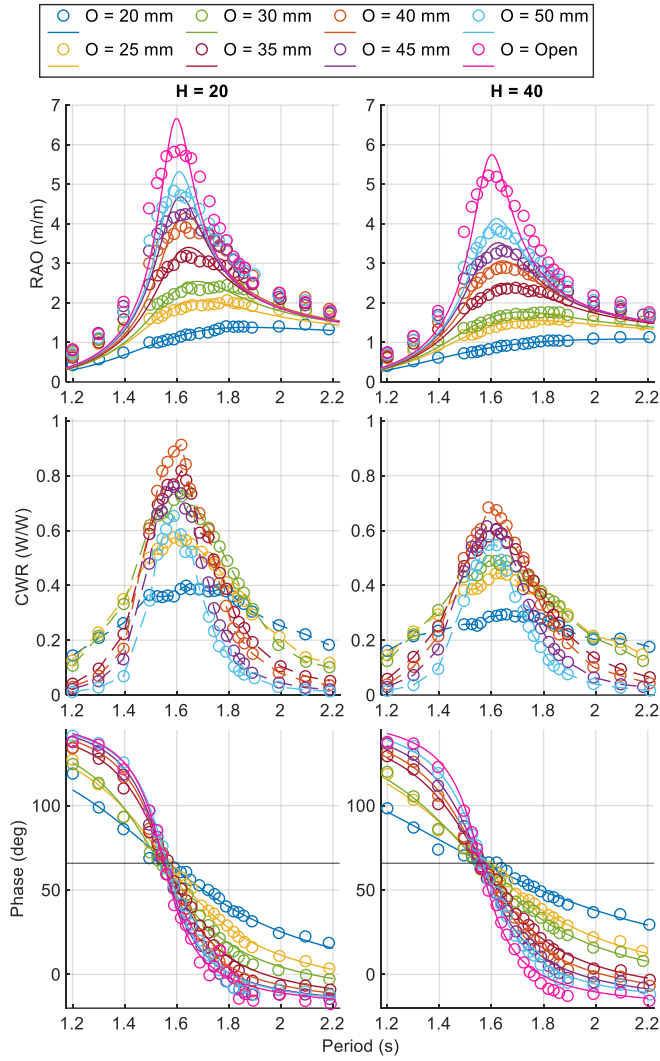 O = 20 mm O = 30 mm O = 40 mm O = 50 mm
O = 25 mm O = 35 mm O = 45 mm O = Open
H = 20 H = 40
7 7
6 6
5 5
4 4
3 3
2 2
1 1
0 0
RAO (m/m)
1.2 1.4 1.6 1.8 2 2.2 1.2 1.4 1.6 1.8 2 2.2
1 1
0.8 0.8
0.6 0.6
0.4 0.4
0.2 0.2
0 0
CWR (W/W)
1.2 1.4 1.6 1.8 2 2.2 1.2 1.4 1.6 1.8 2 2.2
100 100
50 50
0 0
Phase (deg)
1.2 1.4 1.6 1.8 2 2.2 1.2 1.4 1.6 1.8 2 2.2
Period (s)